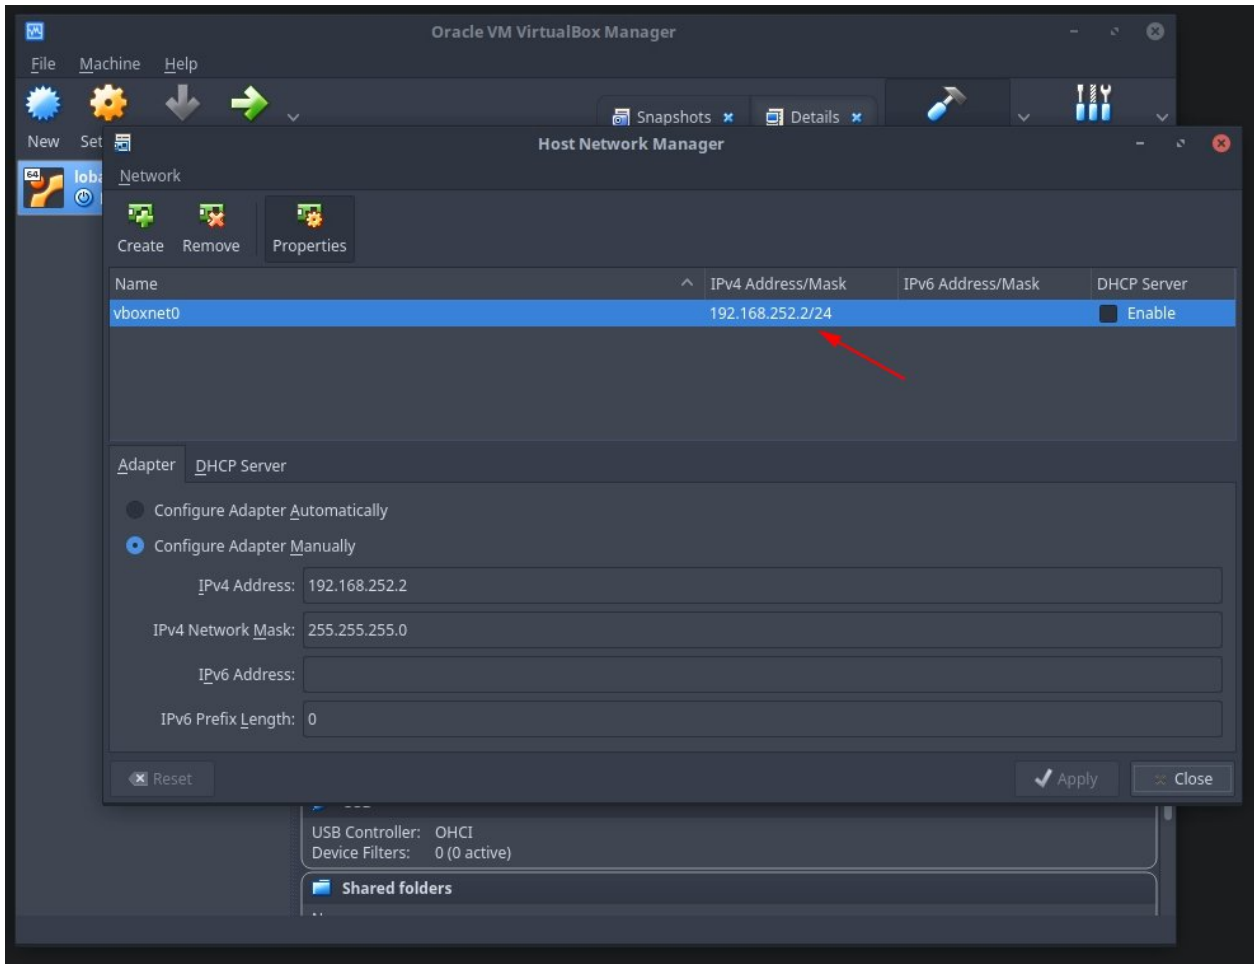 Oracle VM VirtualBox Manager
File Machine Help
New Set
Snapshots Details
Host Network Manager
64 loba
Network
Create Remove Properties
Name IPv4 Address/Mask IPv6 Address/Mask DHCP Server
vboxnet0 192.168.252.2/24 Enable
Adapter DHCP Server
Configure Adapter Automatically
Configure Adapter Manually
IPv4 Address: 192.168.252.2
IPv4 Network Mask: 255.255.255.0
IPv6 Address:
IPv6 Prefix Length: 0
Reset Apply Close
USB Controller: OHCI
Device Filters: 0 (0 active)
Shared folders